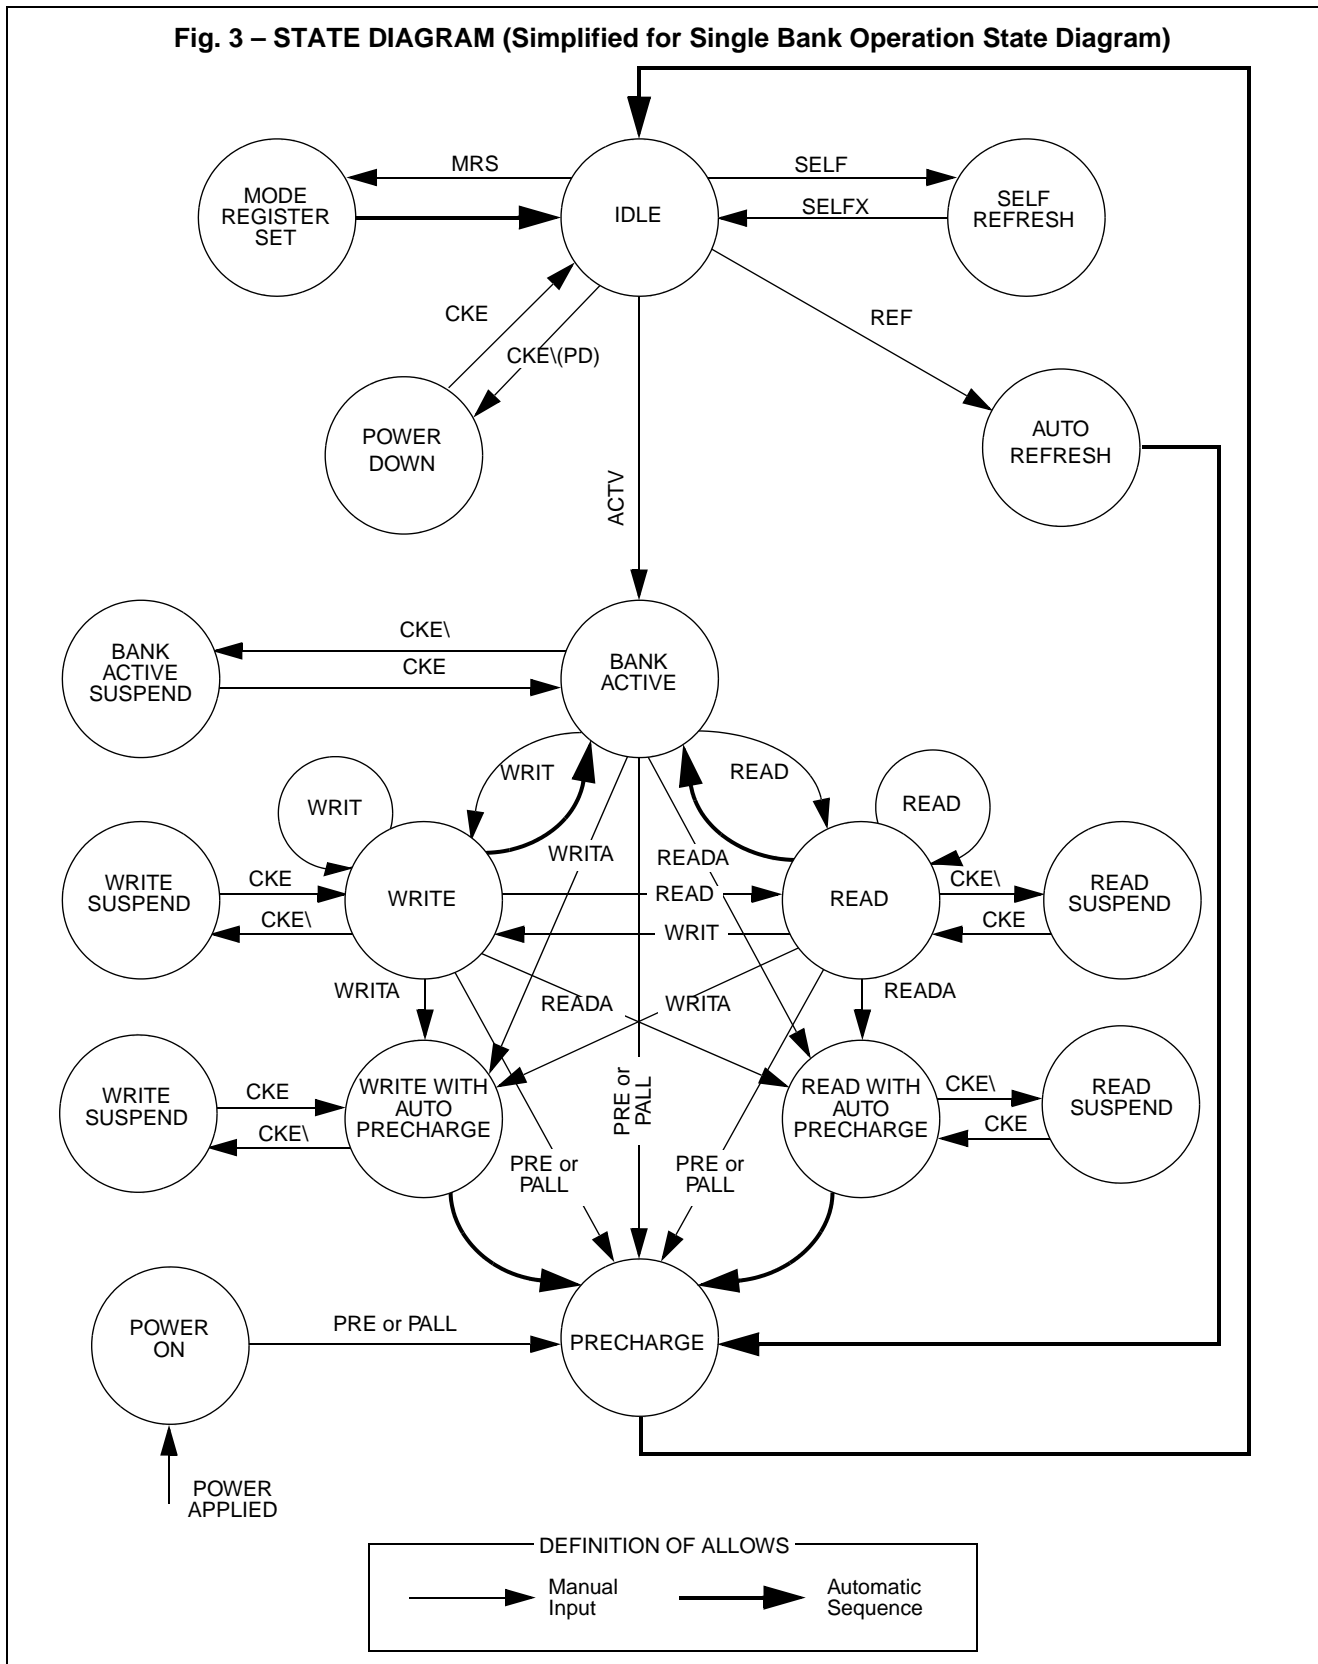 Fig. 3 – STATE DIAGRAM (Simplified for Single Bank Operation State Diagram)
MODE
REGISTER
SET
MRS
IDLE
SELF
SELFX
SELF
REFRESH
CKE
CKE\(PD)
REF
POWER
DOWN
ACTV
AUTO
REFRESH
BANK
ACTIVE
SUSPEND
CKE\
CKE
BANK
ACTIVE
WRIT
WRIT
READ
READ
WRITA
READA
WRITE
SUSPEND
CKE
CKE\
WRITE
READ
WRIT
READ
CKE\
CKE
READ
SUSPEND
WRITA
READA
WRITA
READA
WRITE
SUSPEND
CKE
CKE\
WRITE WITH
AUTO
PRECHARGE
PRE or
PALL
READ WITH
AUTO
PRECHARGE
CKE\
CKE
READ
SUSPEND
PRE or
PALL
PRE or
PALL
POWER
ON
PRE or PALL
PRECHARGE
POWER
APPLIED
DEFINITION OF ALLOWS
Manual
Input
Automatic
Sequence